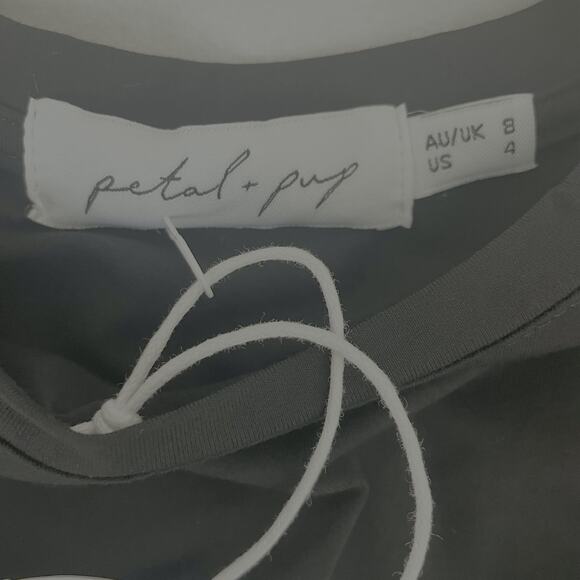 petal + pup
AU/UK 8
US 4